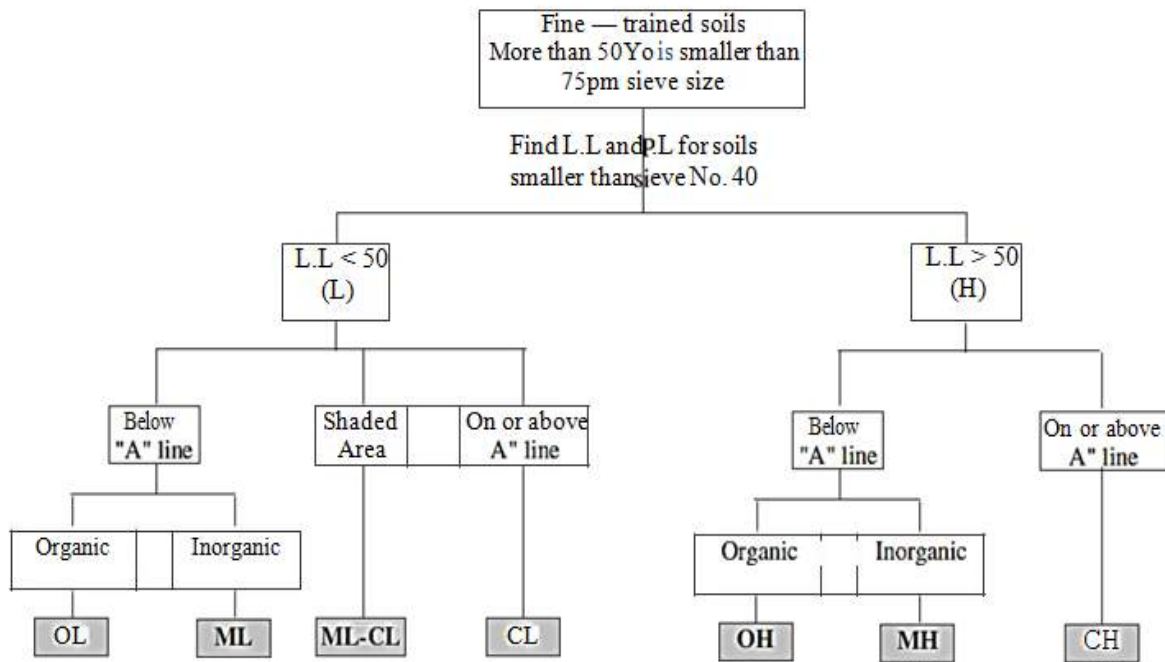 Fine — trained soils
More than 50Yo is smaller than
75pm sieve size
Find L.L and P.L for soils
smaller than sieve No. 40
L.L < 50
(L)
L.L > 50
(H)
Below
"A" line
Shaded
Area
On or above
A" line
Below
"A" line
On or above
A" line
Organic
Inorganic
Organic
Inorganic
OL
ML
ML-CL
CL
OH
MH
CH